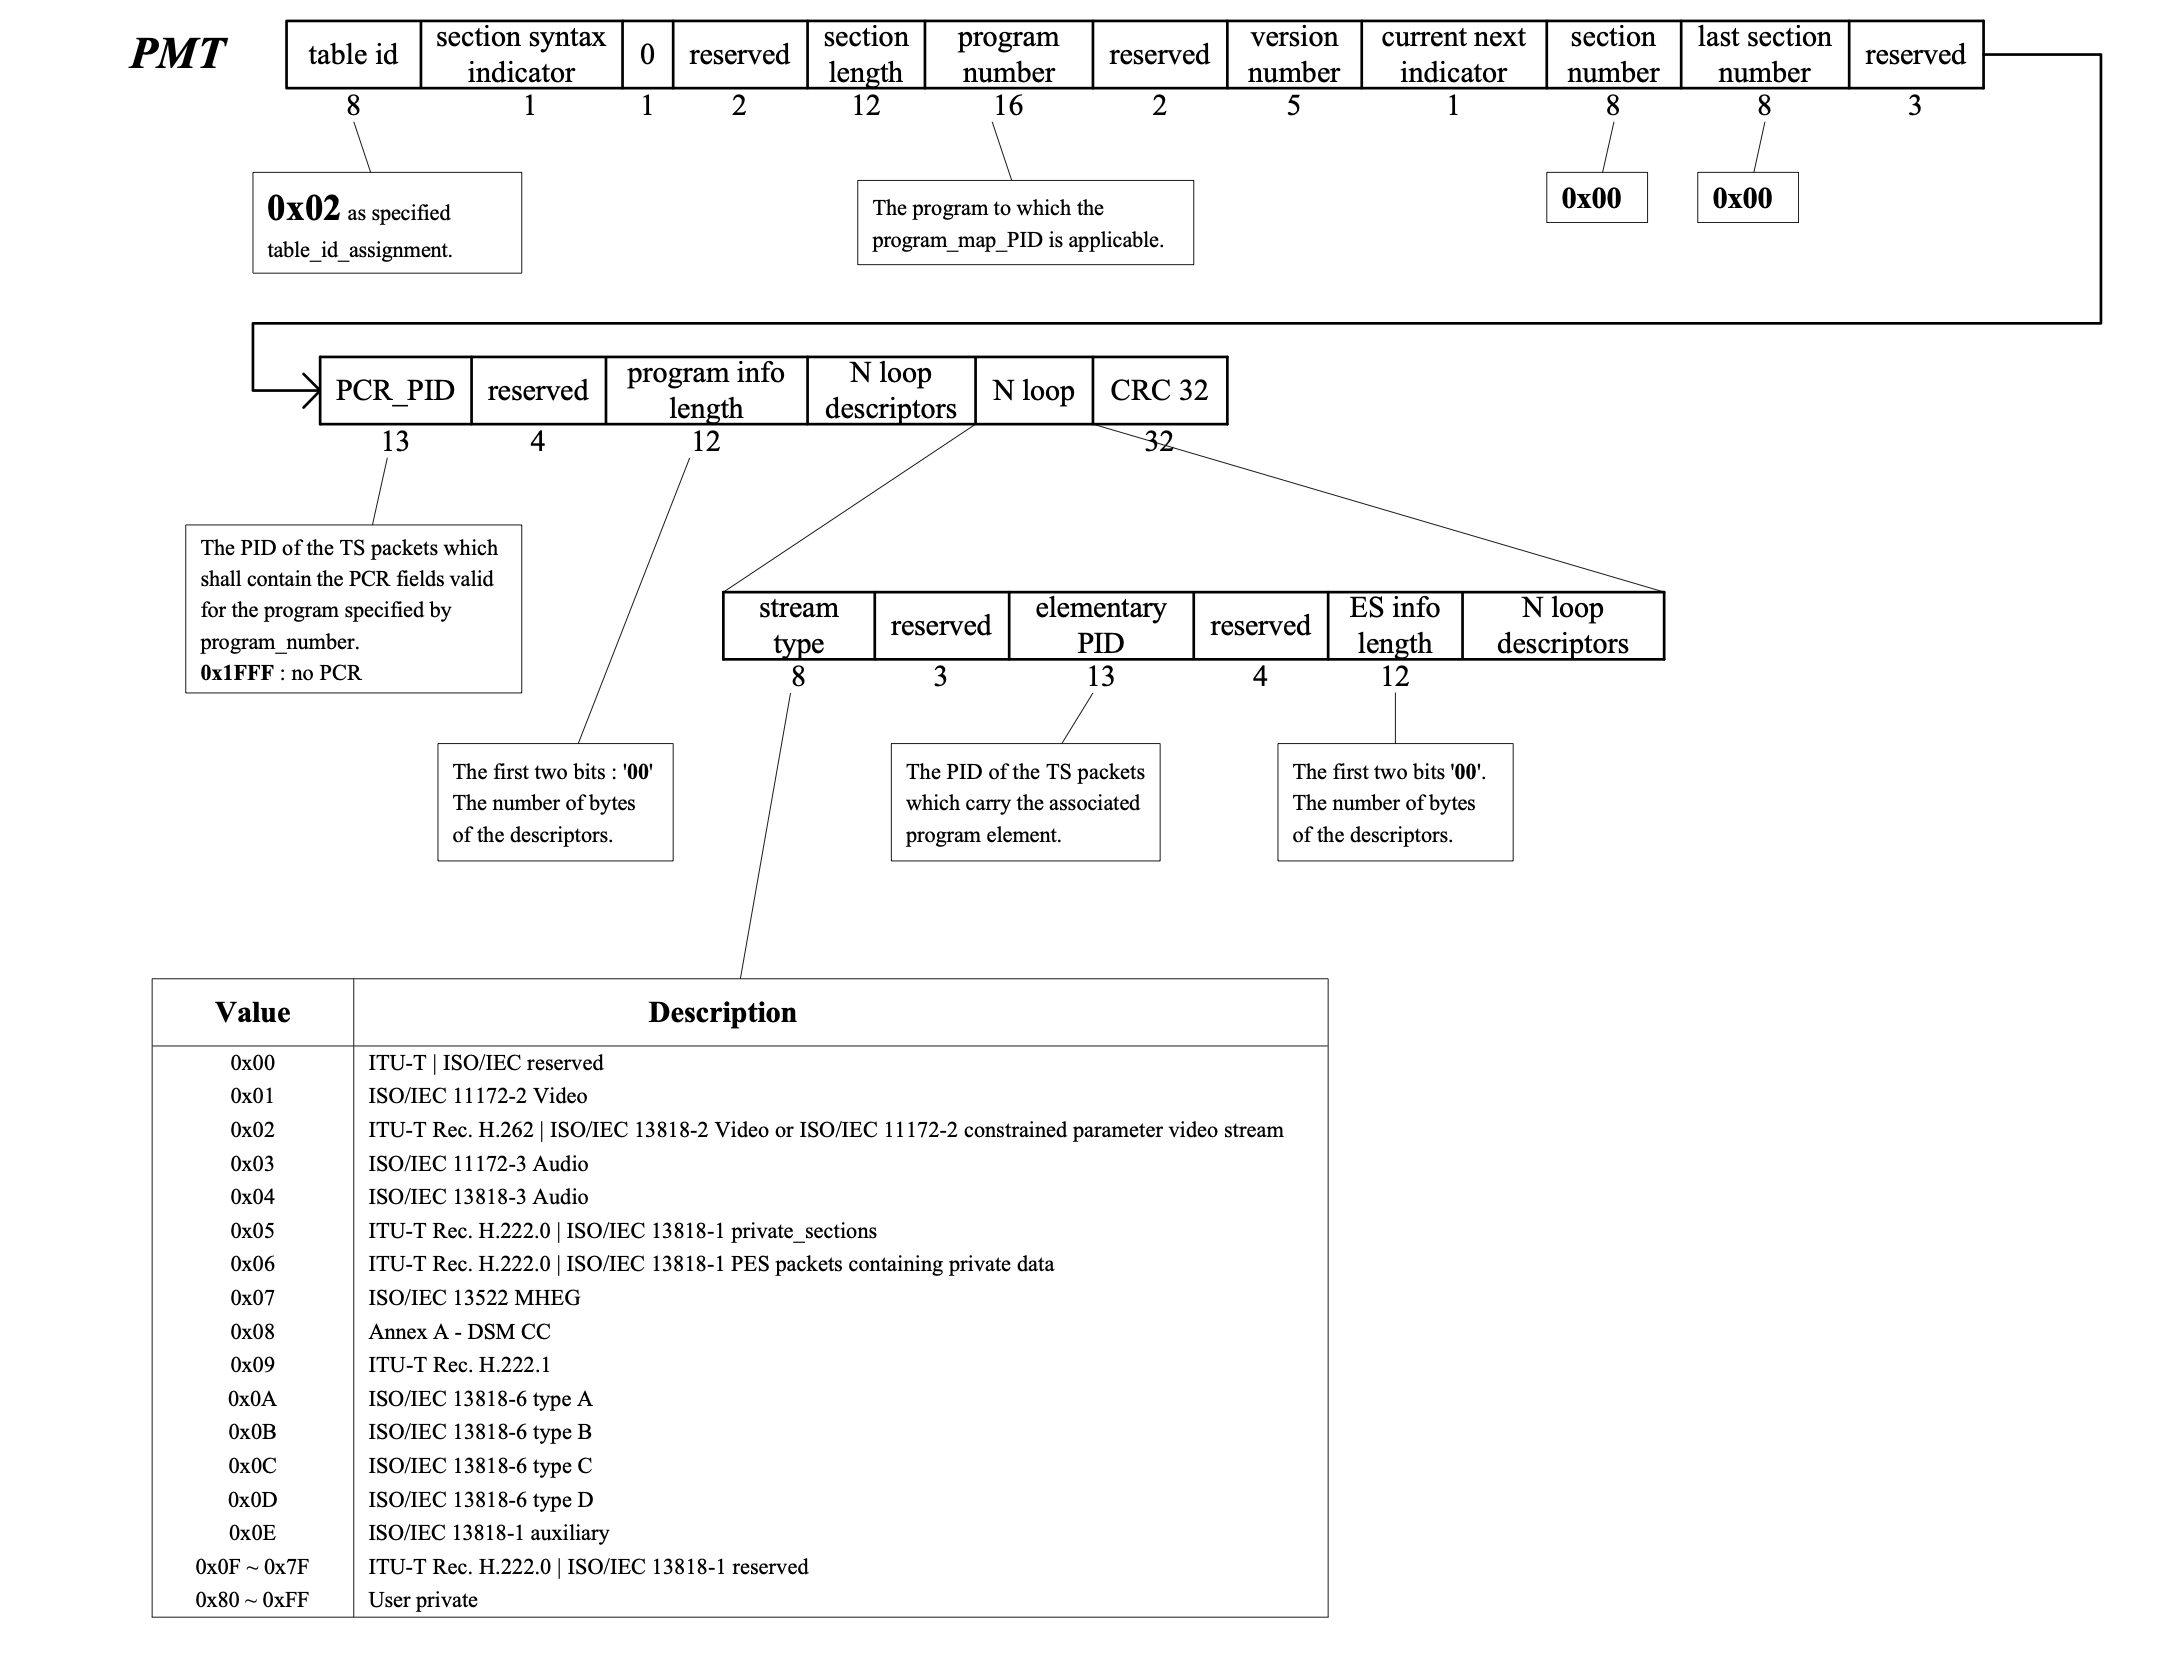 PMT
table id
section syntax
indicator
0
reserved
section
length
program
number
reserved
version
number
current next
indicator
section
number
last section
number
reserved
8
1
1
2
12
16
2
5
1
8
8
3
0x02 as specified
table_id_assignment.
The program to which the
program_map_PID is applicable.
0x00
0x00
PCR_PID
reserved
program info
length
N loop
descriptors
N loop
CRC 32
13
4
12
32
The PID of the TS packets which
shall contain the PCR fields valid
for the program specified by
program_number.
0x1FFF : no PCR
stream
type
reserved
elementary
PID
reserved
ES info
length
N loop
descriptors
8
3
13
4
12
The first two bits : '00'
The number of bytes
of the descriptors.
The PID of the TS packets
which carry the associated
program element.
The first two bits '00'.
The number of bytes
of the descriptors.
Value Description
0x00 ITU-T | ISO/IEC reserved
0x01 ISO/IEC 11172-2 Video
0x02 ITU-T Rec. H.262 | ISO/IEC 13818-2 Video or ISO/IEC 11172-2 constrained parameter video stream
0x03 ISO/IEC 11172-3 Audio
0x04 ISO/IEC 13818-3 Audio
0x05 ITU-T Rec. H.222.0 | ISO/IEC 13818-1 private_sections
0x06 ITU-T Rec. H.222.0 | ISO/IEC 13818-1 PES packets containing private data
0x07 ISO/IEC 13522 MHEG
0x08 Annex A - DSM CC
0x09 ITU-T Rec. H.222.1
0x0A ISO/IEC 13818-6 type A
0x0B ISO/IEC 13818-6 type B
0x0C ISO/IEC 13818-6 type C
0x0D ISO/IEC 13818-6 type D
0x0E ISO/IEC 13818-1 auxiliary
0x0F ~ 0x7F ITU-T Rec. H.222.0 | ISO/IEC 13818-1 reserved
0x80 ~ 0xFF User private